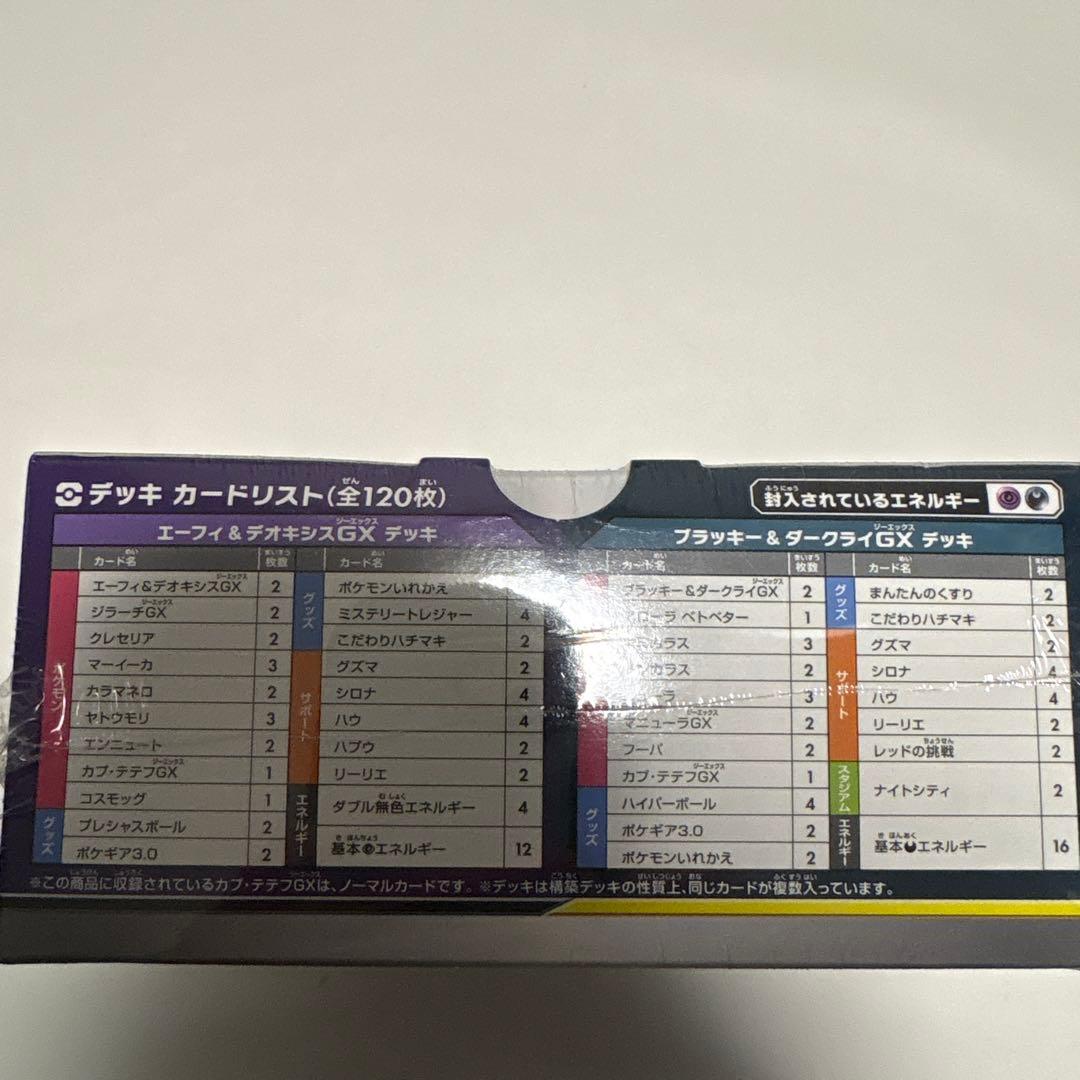 デッキ カードリスト(全120枚)
封入されているエネルギー
エーフィ&デオキシスGX デッキ
カード名 枚数 カード名
エーフィ&デオキシスGX 2
ジラーチGX 2
クレセリア 2
マーイーカ 3
カラマネロ 2
ヤトウモリ 3
エンニュート 2
カプ・テテフGX 1
コスモッグ 1
プレシャスボール 2
ポケギア3.0 2
ポケモン
グッズ
ポケモンいれかえ
ミステリートレジャー 4
こだわりハチマキ 2
グズマ 2
シロナ 4
ハウ 4
ハプウ 2
リーリエ 2
ダブル無色エネルギー 4
基本エネルギー 12
グッズ
サポート
エネルギー
ブラッキー&ダークライGX デッキ
カード名 枚数 カード名 枚数
ブラッキー&ダークライGX 2
ローラ ベトベター 1
カラス 3
カラス 2
ラ 3
マニューラGX 2
フーパ 2
カプ・テテフGX 1
ハイパーボール 4
ポケギア3.0 2
ポケモンいれかえ 2
グッズ
まんたんのくすり 2
こだわりハチマキ 2
グズマ 2
シロナ 4
ハウ 4
リーリエ 2
レッドの挑戦 2
ナイトシティ 2
基本エネルギー 16
グッズ
サポート
スタジアム
エネルギー
※この商品に収録されているカプ・テテフGXは、ノーマルカードです。※デッキは構築デッキの性質上、同じカードが複数入っています。